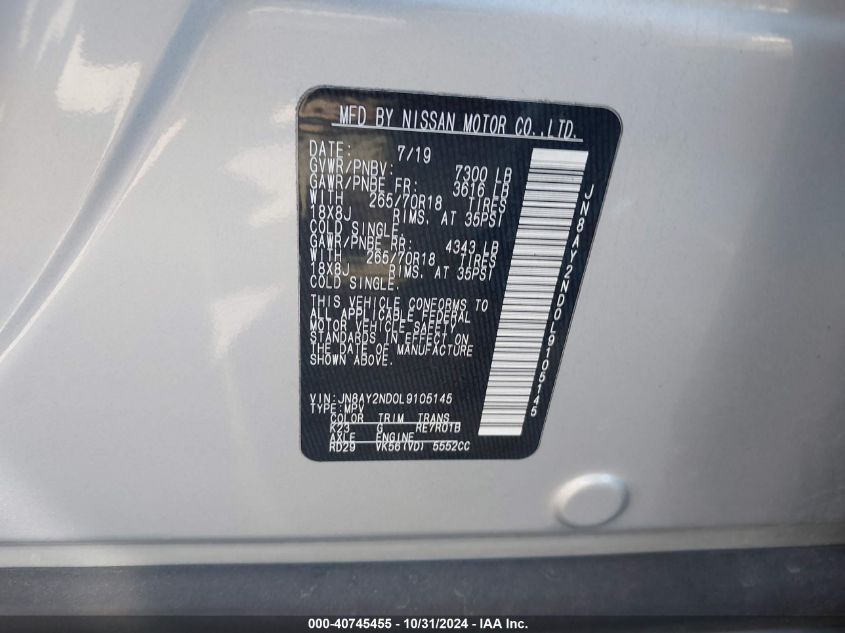 MFD BY NISSAN MOTOR CO.,LTD.
DATE: 7/19
GVWR/PNBV: 7300 LB
GAWR/PNBE FR: 3616 LB
WITH 265/70R18 TIRES
18X8J RIMS, AT 35PSI
COLD SINGLE.
GAWR/PNBE RR: 4343 LB
WITH 265/70R18 TIRES
18X8J RIMS, AT 35PSI
COLD SINGLE.
THIS VEHICLE CONFORMS TO
ALL APPLICABLE FEDERAL
MOTOR VEHICLE SAFETY
STANDARDS IN EFFECT ON
THE DATE OF MANUFACTURE
SHOWN ABOVE.
VIN:JN8AY2ND0L9105145
TYPE:MPV
COLOR TRIM TRANS
K23 G RE7R01B
AXLE ENGINE
RD29 VK56(VD) 5552CC
JN8AY2ND0L9105145
000-40745455 - 10/31/2024 - IAA Inc.